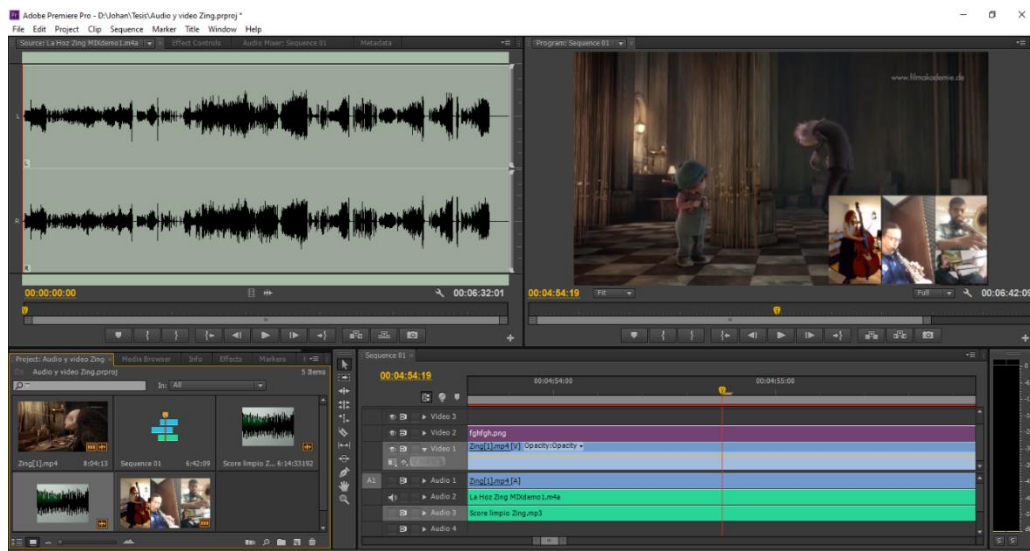 Adobe Premiere Pro - D:\Johan\Tesis\Audio y video Zing.prproj *
File Edit Project Clip Sequence Marker Title Window Help
Source: La Hoz Zing MIXdemo1.m4a Effect Controls Audio Mixer: Sequence 01 Metadata
Program: Sequence 01
www.filmakademie.de
L
R
00:00:00:00 00:06:32:01
00:04:54:19 Fit Full 00:06:42:09
Project: Audio y video Zing Media Browser Info Effects Markers
Audio y video Zing.prproj 5 Items
In: All
Zing[1].mp4 8:04:13 Sequence 01 6:42:09 Score limpio Z... 6:14:33192
Sequence 01
00:04:54:19
00:04:54:00 00:04:55:00
Video 3
Video 2 fghfgh.png
Video 1 Zing[1].mp4 [V] Opacity:Opacity
A1 Audio 1 Zing[1].mp4 [A]
Audio 2 La Hoz Zing MIXdemo1.m4a
Audio 3 Score limpio Zing.mp3
Audio 4
S S